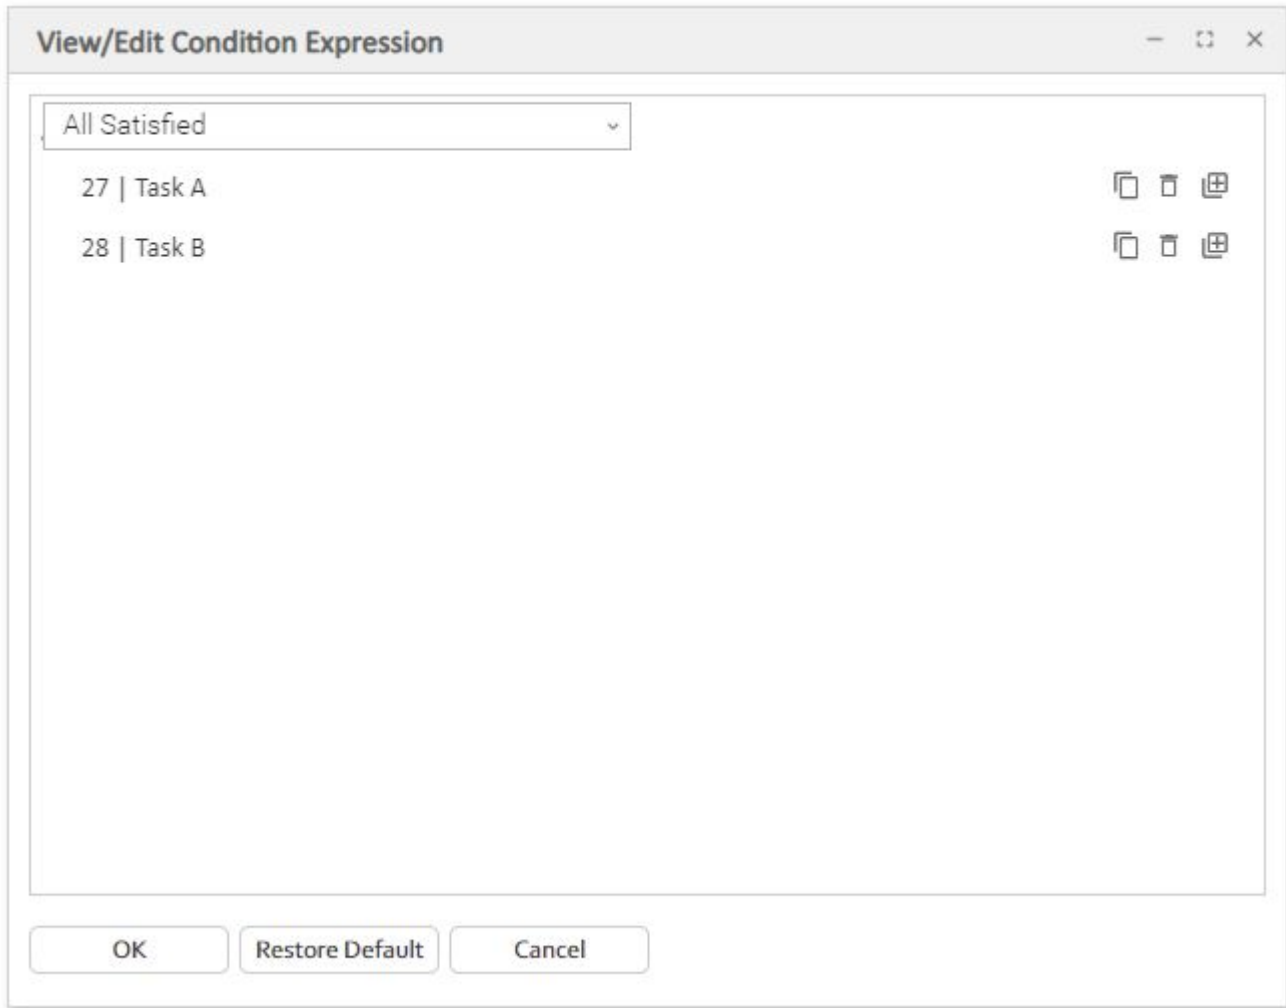 View/Edit Condition Expression
All Satisfied
27 | Task A
28 | Task B
OK Restore Default Cancel